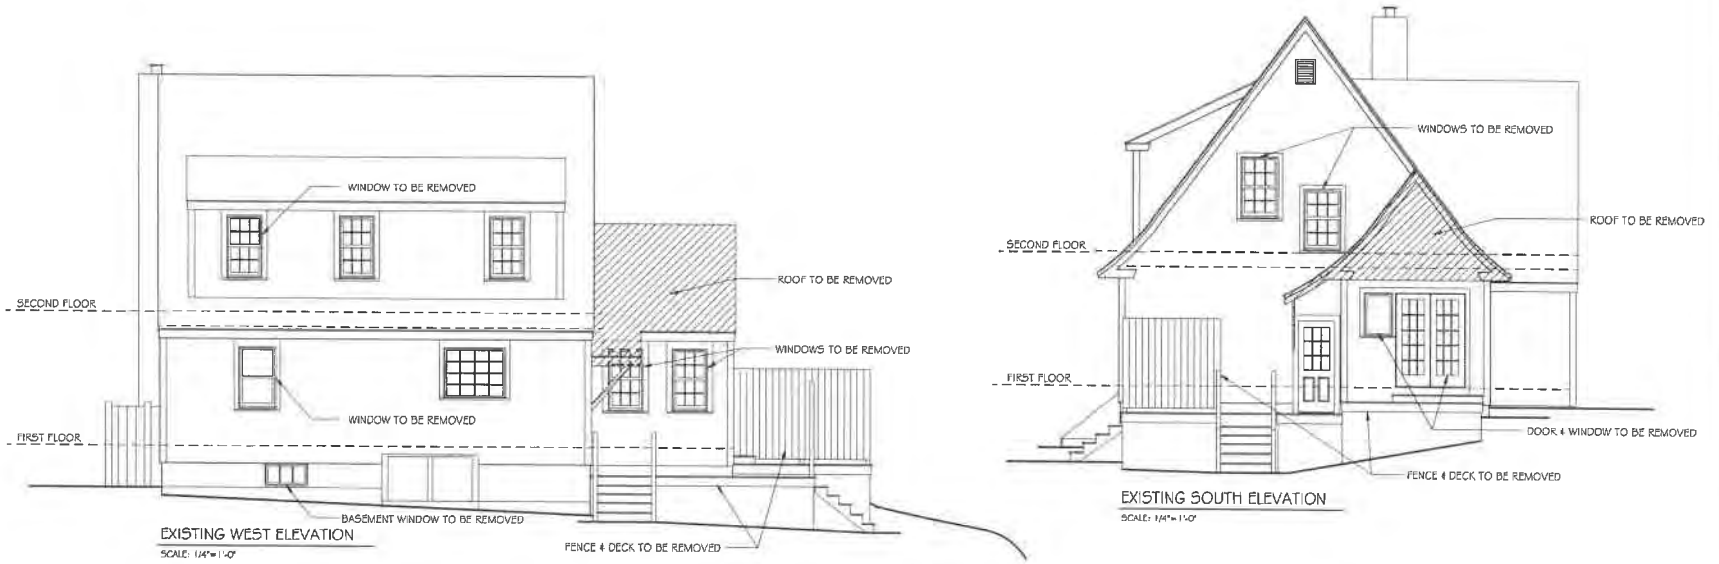 WINDOW TO BE REMOVED
ROOF TO BE REMOVED
SECOND FLOOR
WINDOWS TO BE REMOVED
WINDOW TO BE REMOVED
FIRST FLOOR
BASEMENT WINDOW TO BE REMOVED
FENCE & DECK TO BE REMOVED
EXISTING WEST ELEVATION
SCALE: 1/4"=1'-0"
WINDOWS TO BE REMOVED
ROOF TO BE REMOVED
SECOND FLOOR
FIRST FLOOR
DOOR & WINDOW TO BE REMOVED
FENCE & DECK TO BE REMOVED
EXISTING SOUTH ELEVATION
SCALE: 1/4"=1'-0"